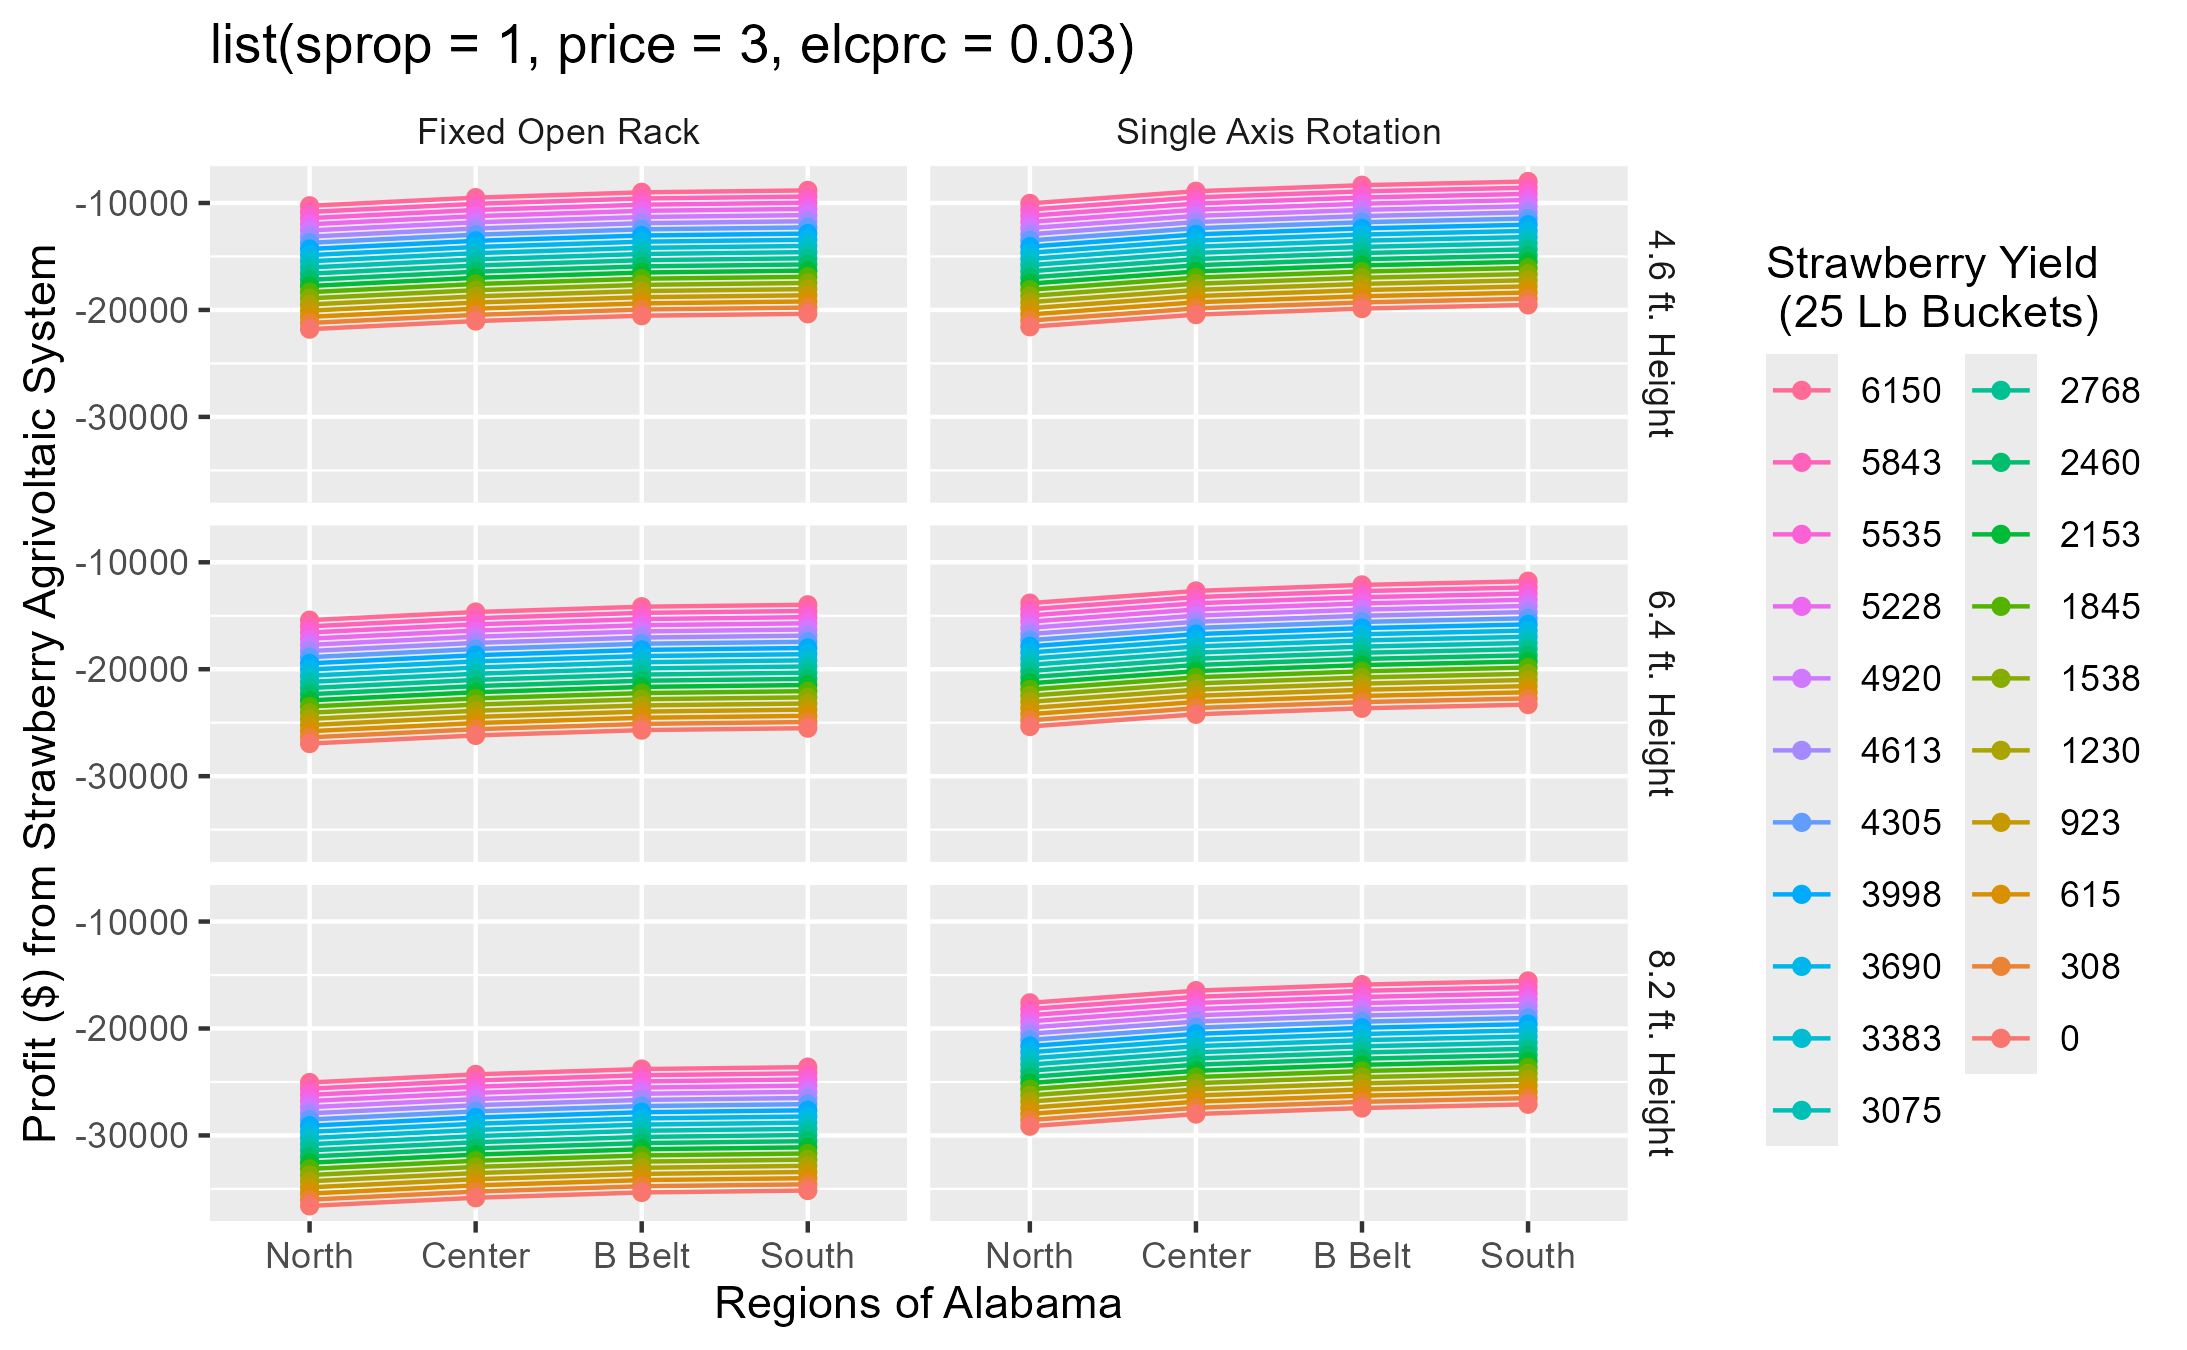 list(sprop = 1, price = 3, elcprc = 0.03)
Fixed Open Rack
Single Axis Rotation
Profit ($) from Strawberry Agrivoltaic System
-10000
-20000
-30000
4.6 ft. Height
-10000
-20000
-30000
6.4 ft. Height
-10000
-20000
-30000
8.2 ft. Height
North
Center
B Belt
South
North
Center
B Belt
South
Regions of Alabama
Strawberry Yield
(25 Lb Buckets)
6150
5843
5535
5228
4920
4613
4305
3998
3690
3383
3075
2768
2460
2153
1845
1538
1230
923
615
308
0